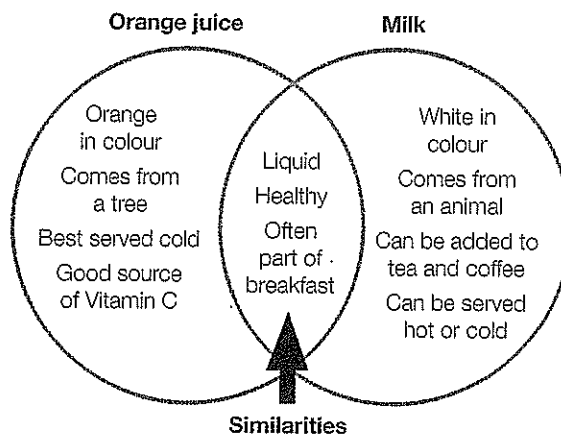 Orange juice
Milk
Orange
in colour
Comes from
a tree
Best served cold
Good source
of Vitamin C
Liquid
Healthy
Often
part of
breakfast
White in
colour
Comes from
an animal
Can be added to
tea and coffee
Can be served
hot or cold
Similarities